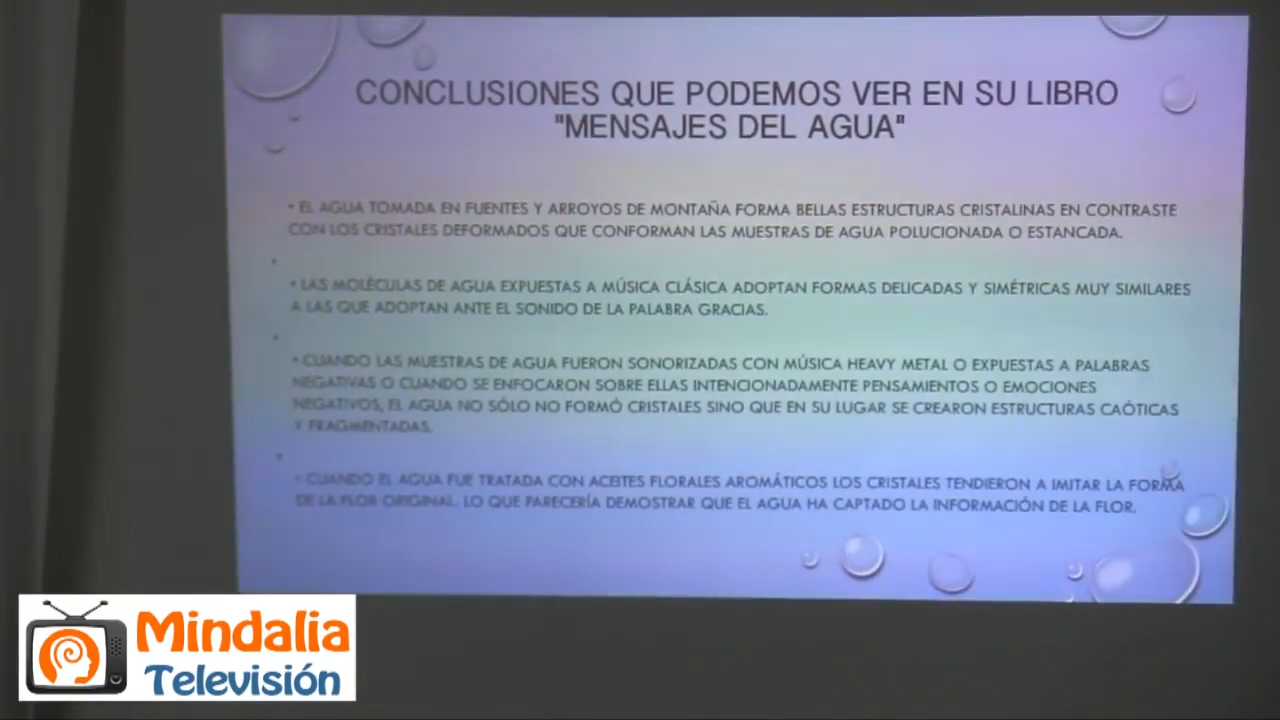 CONCLUSIONES QUE PODEMOS VER EN SU LIBRO
"MENSAJES DEL AGUA"
• EL AGUA TOMADA EN FUENTES Y ARROYOS DE MONTAÑA FORMA BELLAS ESTRUCTURAS CRISTALINAS EN CONTRASTE
CON LOS CRISTALES DEFORMADOS QUE CONFORMAN LAS MUESTRAS DE AGUA POLUCIONADA O ESTANCADA.
•
• LAS MOLÉCULAS DE AGUA EXPUESTAS A MÚSICA CLÁSICA ADOPTAN FORMAS DELICADAS Y SIMÉTRICAS MUY SIMILARES
A LAS QUE ADOPTAN ANTE EL SONIDO DE LA PALABRA GRACIAS.
•
• CUANDO LAS MUESTRAS DE AGUA FUERON SONORIZADAS CON MÚSICA HEAVY METAL O EXPUESTAS A PALABRAS
NEGATIVAS O CUANDO SE ENFOCARON SOBRE ELLAS INTENCIONADAMENTE PENSAMIENTOS O EMOCIONES
NEGATIVOS, EL AGUA NO SÓLO NO FORMÓ CRISTALES SINO QUE EN SU LUGAR SE CREARON ESTRUCTURAS CAÓTICAS
Y FRAGMENTADAS.
•
• CUANDO EL AGUA FUE TRATADA CON ACEITES FLORALES AROMÁTICOS LOS CRISTALES TENDIERON A IMITAR LA FORMA
DE LA FLOR ORIGINAL. LO QUE PARECERÍA DEMOSTRAR QUE EL AGUA HA CAPTADO LA INFORMACIÓN DE LA FLOR.
Mindalia
Televisión